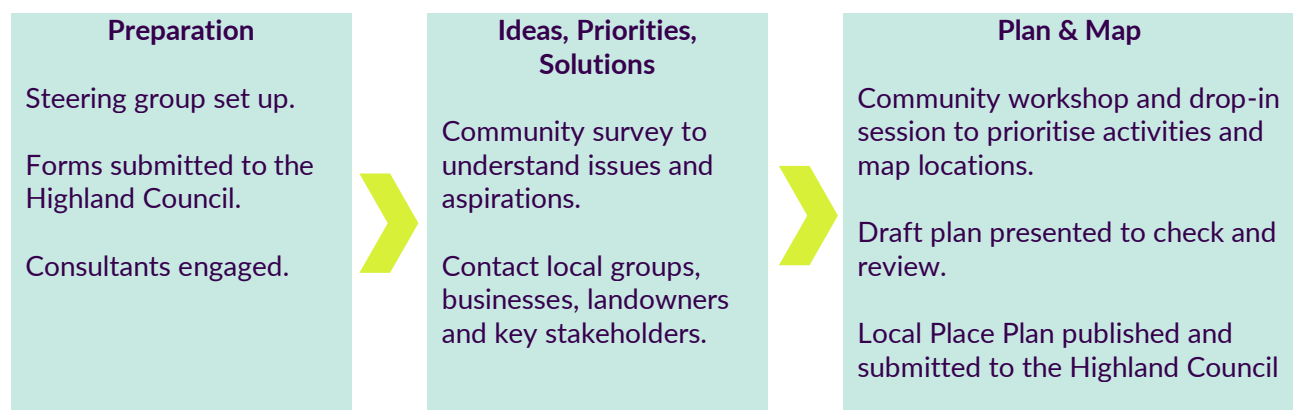 Preparation
Steering group set up.
Forms submitted to the
Highland Council.
Consultants engaged.
Ideas, Priorities,
Solutions
Community survey to
understand issues and
aspirations.
Contact local groups,
businesses, landowners
and key stakeholders.
Plan & Map
Community workshop and drop-in
session to prioritise activities and
map locations.
Draft plan presented to check and
review.
Local Place Plan published and
submitted to the Highland Council